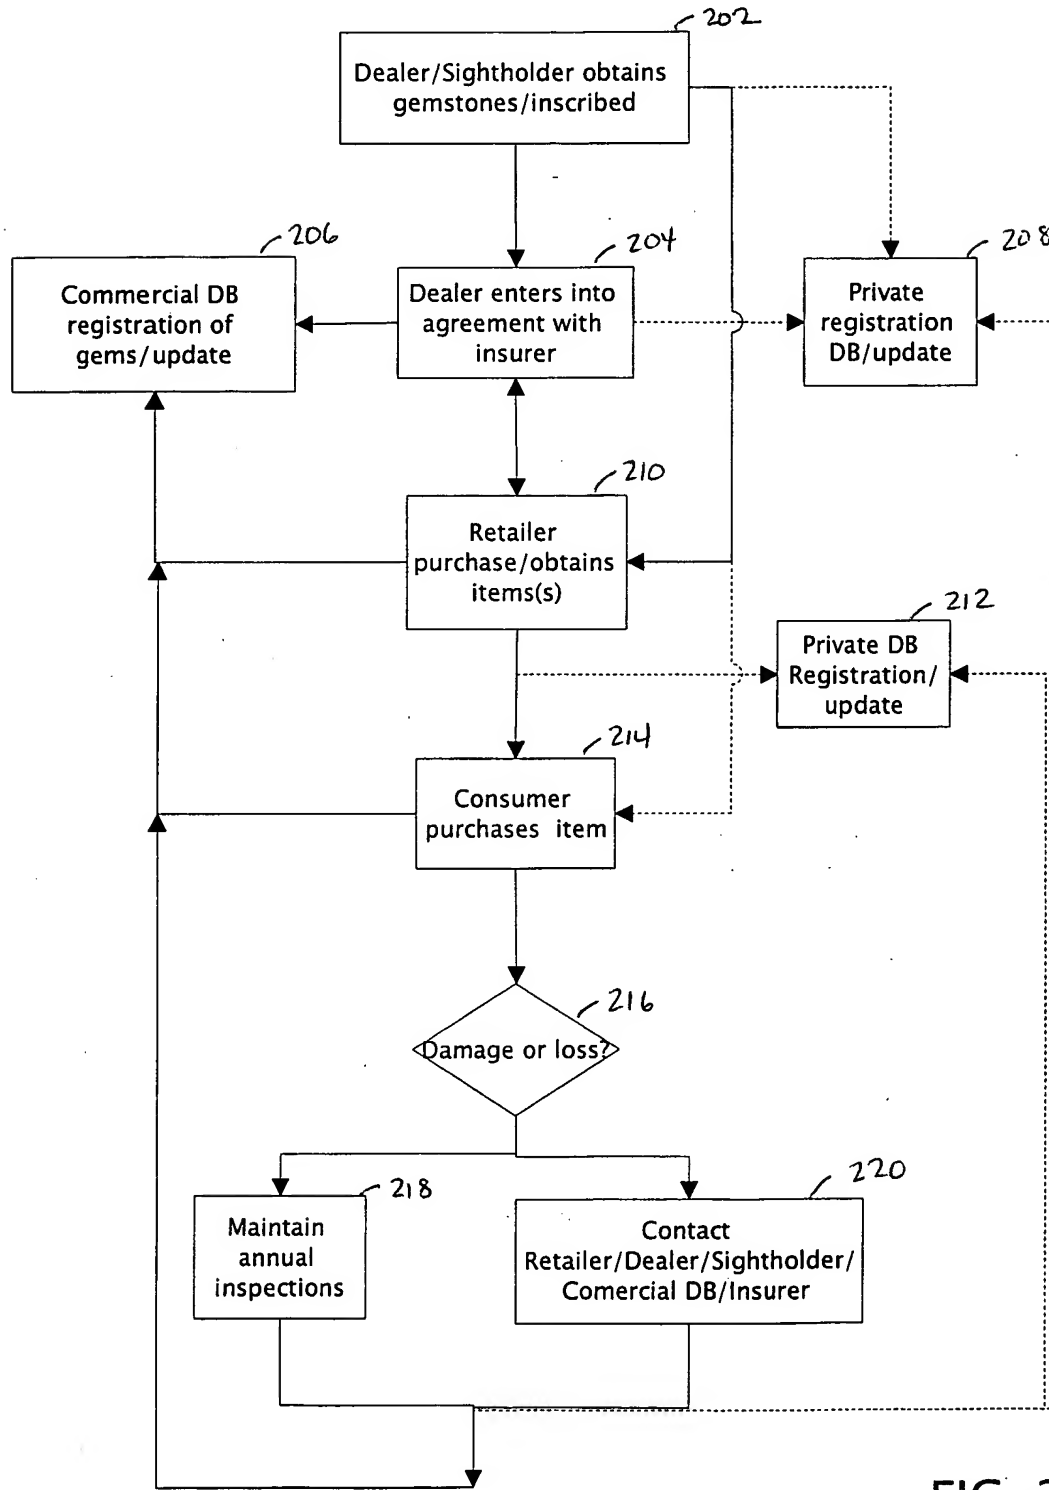 202
Dealer/Sightholder obtains
gemstones/inscribed
206
Commercial DB
registration of
gems/update
204
Dealer enters into
agreement with
insurer
208
Private
registration
DB/update
210
Retailer
purchase/obtains
items(s)
212
Private DB
Registration/
update
214
Consumer
purchases item
216
Damage or loss?
218
Maintain
annual
inspections
220
Contact
Retailer/Dealer/Sightholder/
Comercial DB/Insurer
FIG.